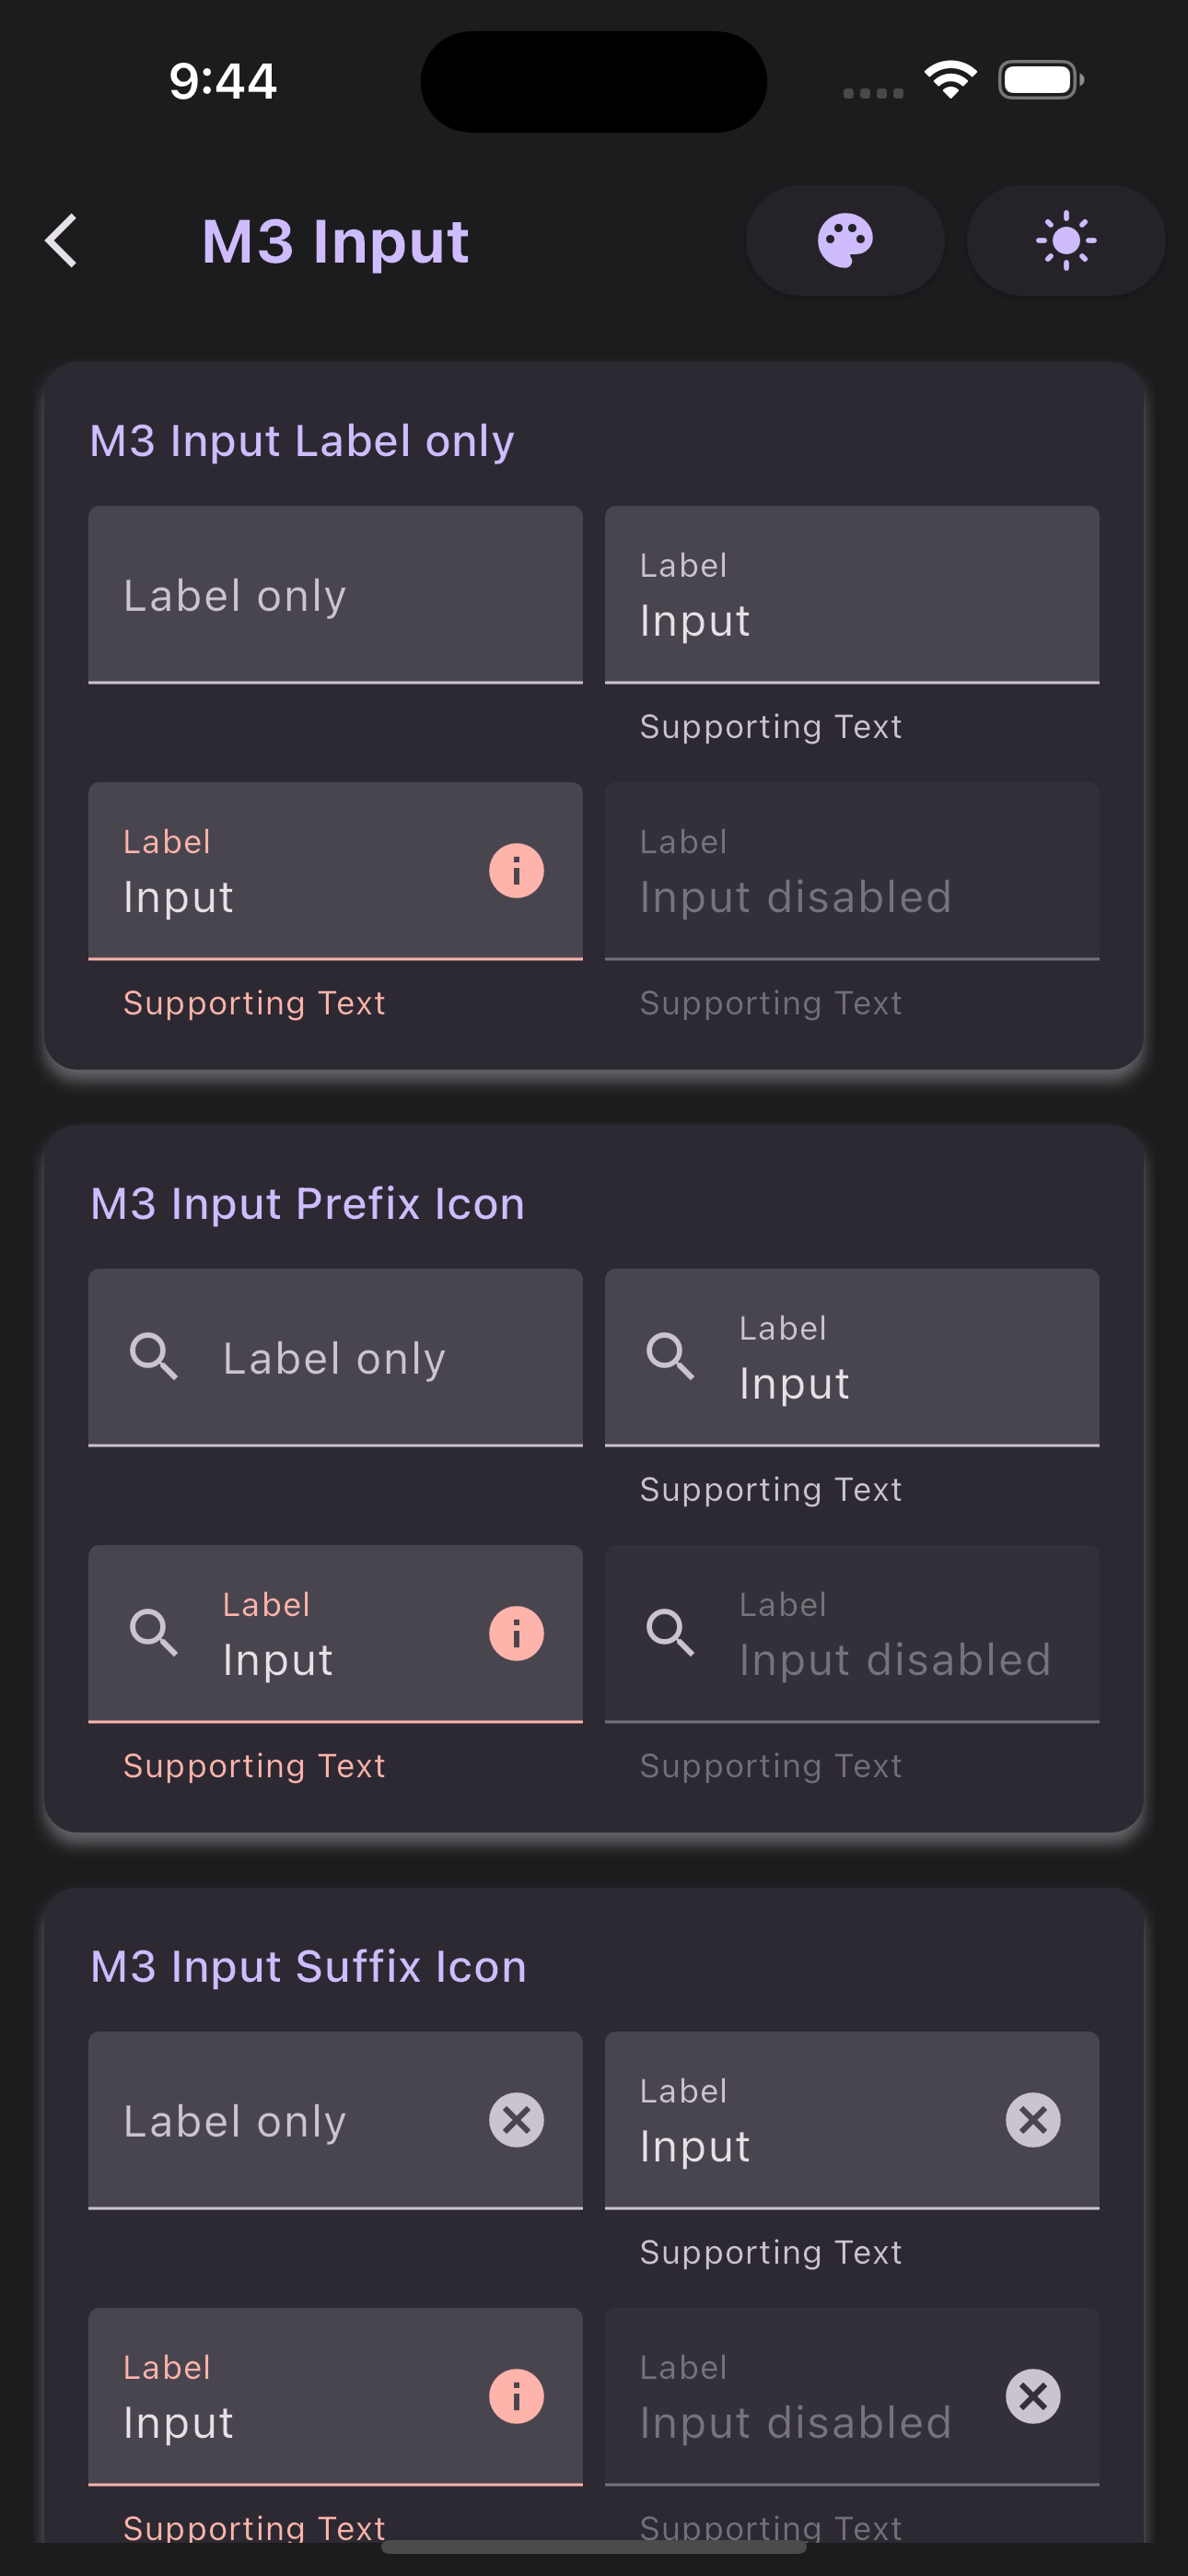 9:44
M3 Input
M3 Input Label only
Label only
Label
Input
Supporting Text
Label
Input
Supporting Text
Label
Input disabled
Supporting Text
M3 Input Prefix Icon
Label only
Label
Input
Supporting Text
Label
Input
Supporting Text
Label
Input disabled
Supporting Text
M3 Input Suffix Icon
Label only
Label
Input
Supporting Text
Label
Input
Supporting Text
Label
Input disabled
Supporting Text